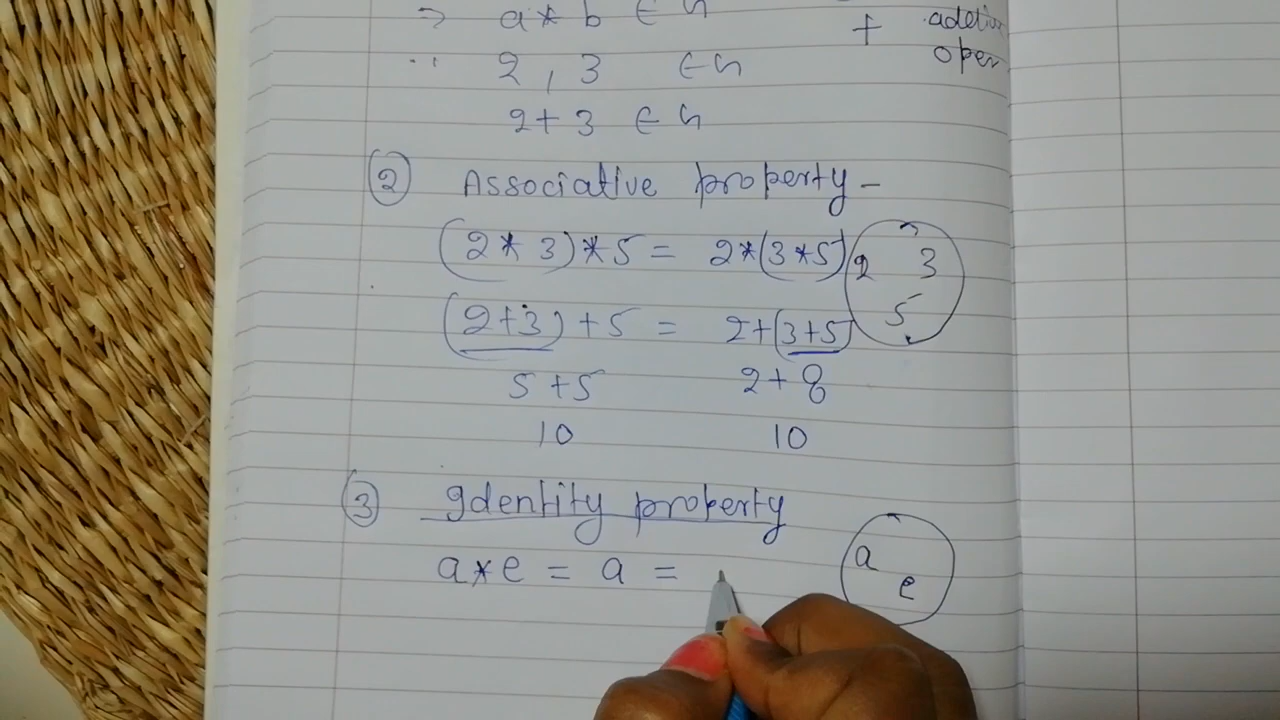 ⇒ a * b ∈ G
+ 
∵ 2 , 3 ∈ G
oper
2 + 3 ∈ G
② Associative property -
(2 * 3) * 5 = 2 * (3 * 5)
2 3
5
(2+3) + 5 = 2+(3+5)
5 + 5 2 + 8
10 10
③ Identity property
a * e = a =
a
e